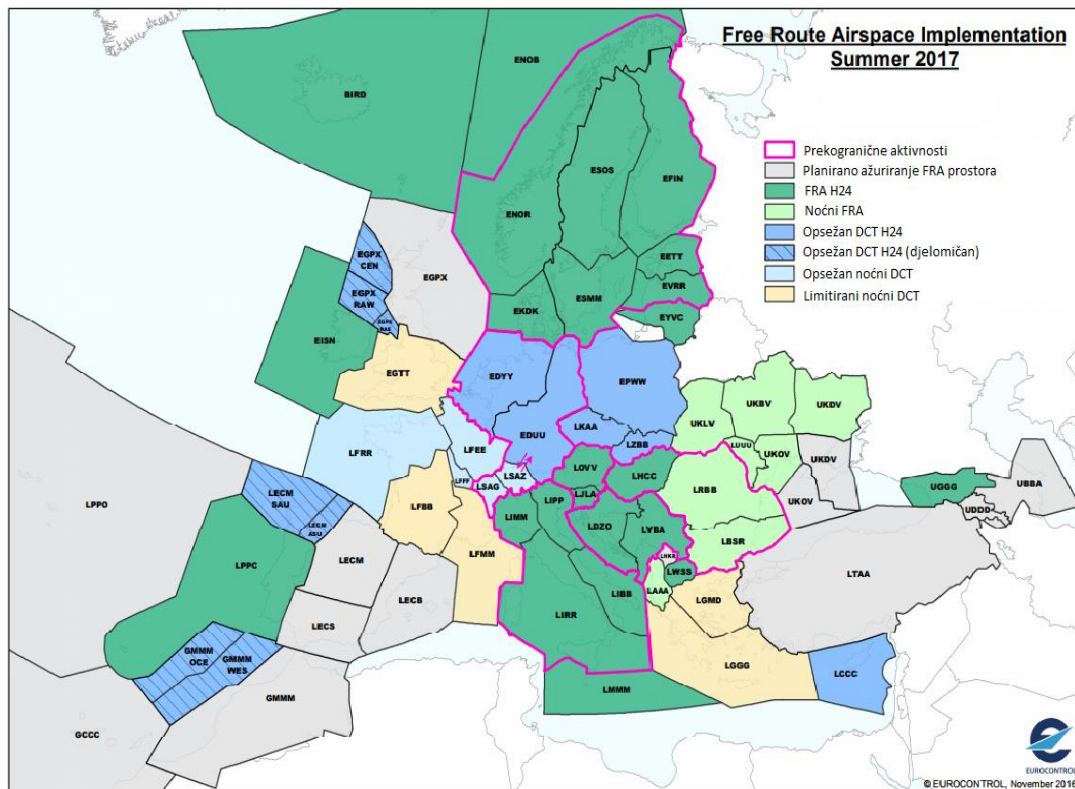 Free Route Airspace Implementation
Summer 2017
Prekogranične aktivnosti
Planirano ažuriranje FRA prostora
FRA H24
Noćni FRA
Opsežan DCT H24
Opsežan DCT H24 (djelomičan)
Opsežan noćni DCT
Limitirani noćni DCT
ENOB
BIRD
ESOS
EFIN
ENOR
EGPX
CEN
EGPX
EGPX
RAW
EETT
EVRR
ESMM
EKDK
EYVC
EISN
EGTT
EDYY
EPWW
UKBV
UKDV
UKLV
LKAA
EDUU
LZBB
LUUU
UKOV
UKDV
LFRR
LFEE
LOVV
LHCC
LSAZ
LFFF
LSAG
LRBB
UKOV
UGGG
UBBA
LPPO
LECM
SAU
LECM
ASU
LFBB
LIMM
LIPP
LJLA
LDZO
LYBA
UDDD
LBSR
LFMM
LPPC
LECM
LECB
LWSS
LAAA
LTAA
LIBB
LGMD
LIRR
LECS
GMMM
OCE
GMMM
WES
LGGG
LCCC
GMMM
LMMM
GCCC
EUROCONTROL
© EUROCONTROL, November 2016